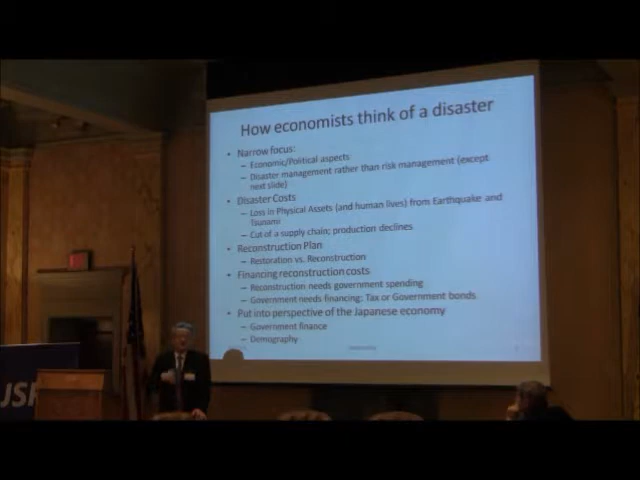 How economists think of a disaster
• Narrow focus:
– Economic/Political aspects
– Disaster management rather than risk management (except
next slide)
• Disaster Costs
– Loss in Physical Assets (and human lives) from Earthquake and
Tsunami
– Cut of a supply chain; production declines
• Reconstruction Plan
– Restoration vs. Reconstruction
• Financing reconstruction costs
– Reconstruction needs government spending
– Government needs financing: Tax or Government bonds
• Put into perspective of the Japanese economy
– Government finance
– Demography